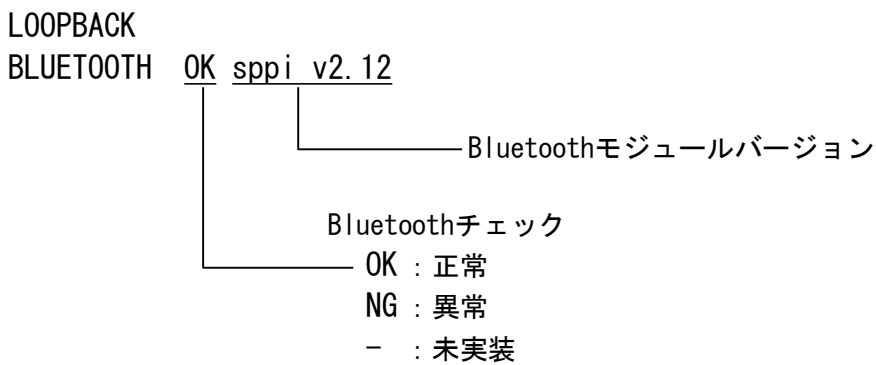 LOOPBACK
BLUETOOTH OK sppi v2.12
Bluetoothモジュールバージョン
Bluetoothチェック
OK : 正常
NG : 異常
- : 未実装